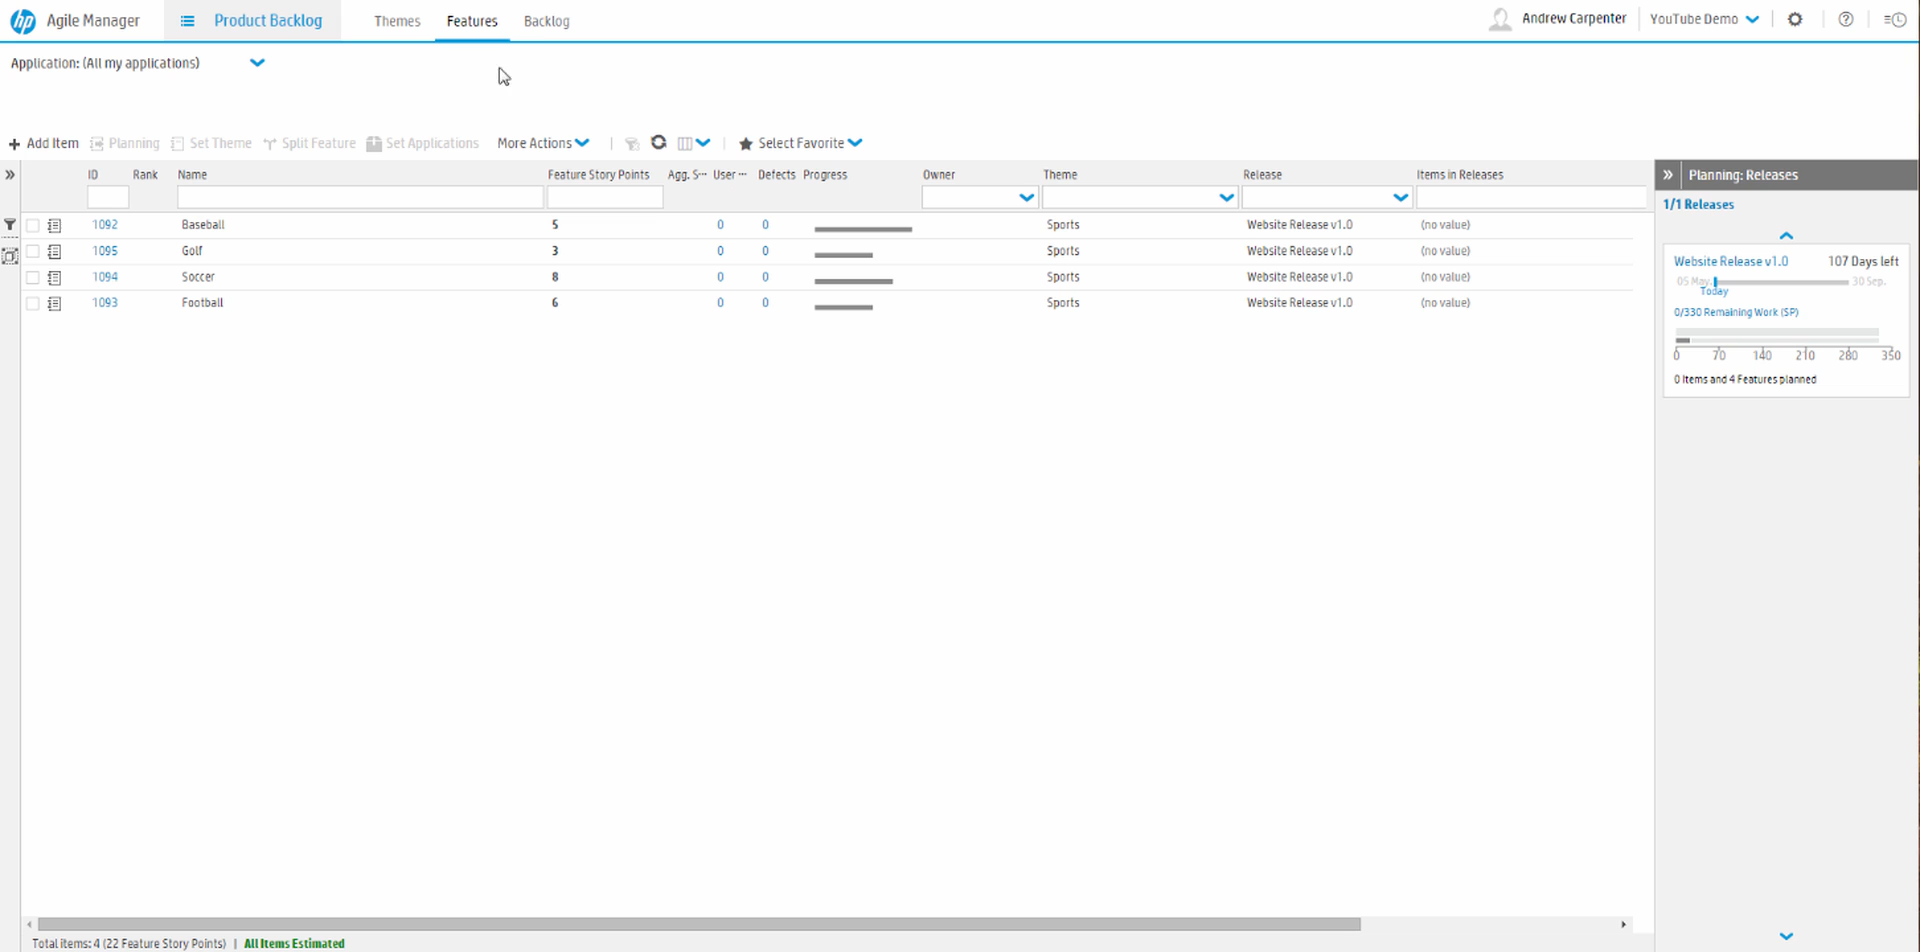 hp Agile Manager Product Backlog Themes Features Backlog Andrew Carpenter YouTube Demo
Application: (All my applications)
Add Item Planning Set Theme Split Feature Set Applications More Actions Select Favorite
ID Rank Name Feature Story Points Agg. S··· User ··· Defects Progress Owner Theme Release Items in Releases
1092 Baseball 5 0 0 Sports Website Release v1.0 (no value)
1095 Golf 3 0 0 Sports Website Release v1.0 (no value)
1094 Soccer 8 0 0 Sports Website Release v1.0 (no value)
1093 Football 6 0 0 Sports Website Release v1.0 (no value)
Planning: Releases
1/1 Releases
Website Release v1.0 107 Days left
05 May. 30 Sep.
Today
0/330 Remaining Work (SP)
0 70 140 210 280 350
0 Items and 4 Features planned
Total items: 4 (22 Feature Story Points) | All Items Estimated